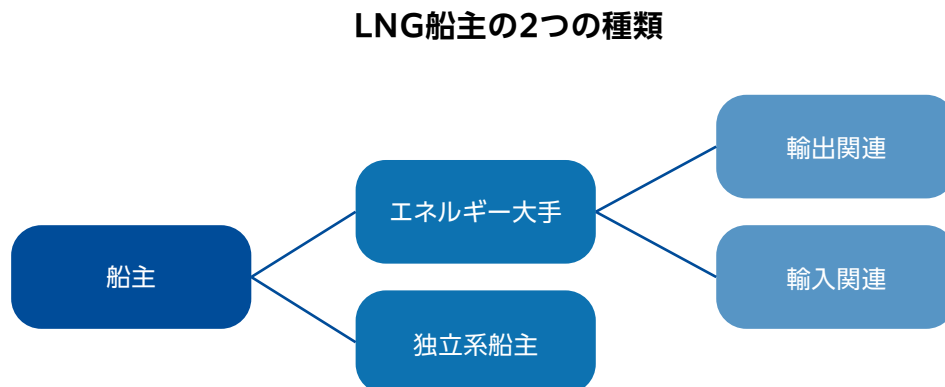 LNG船主の2つの種類
船主
エネルギー大手
独立系船主
輸出関連
輸入関連